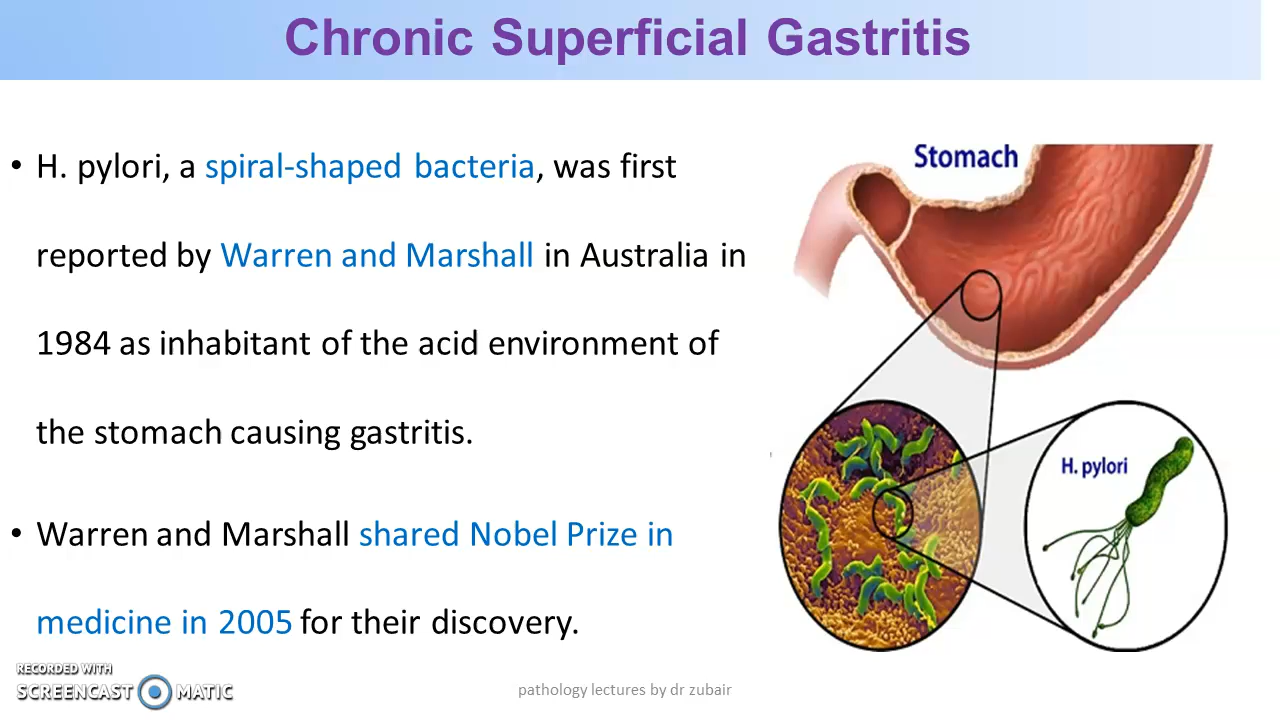 Chronic Superficial Gastritis
• H. pylori, a spiral-shaped bacteria, was first
reported by Warren and Marshall in Australia in
1984 as inhabitant of the acid environment of
the stomach causing gastritis.
• Warren and Marshall shared Nobel Prize in
medicine in 2005 for their discovery.
Stomach
H. pylori
RECORDED WITH
SCREENCAST MATIC
pathology lectures by dr zubair